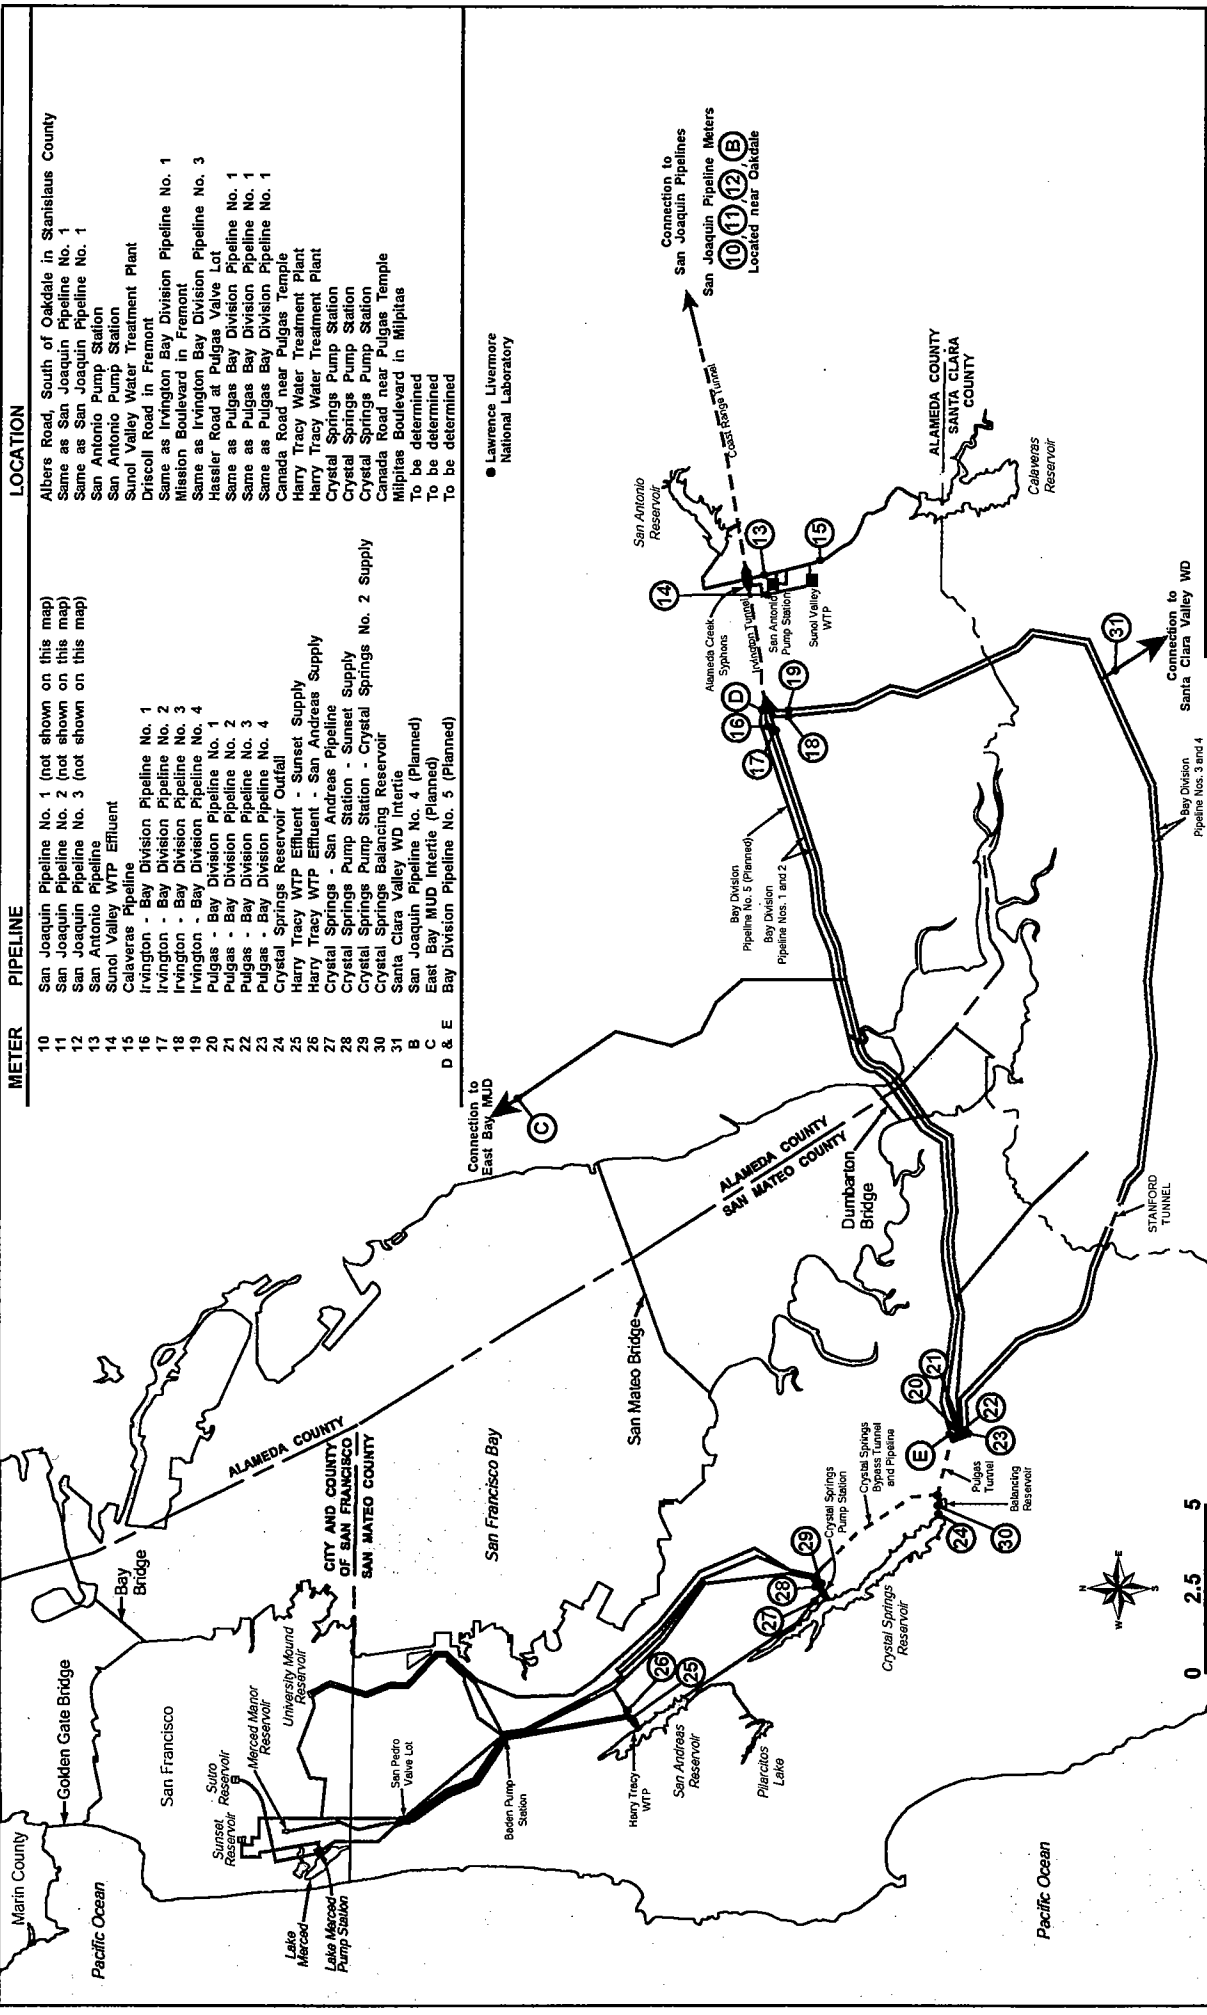 METER PIPELINE LOCATION
10 San Joaquin Pipeline No. 1 (not shown on this map) Albers Road, South of Oakdale in Stanislaus County
11 San Joaquin Pipeline No. 2 (not shown on this map) Same as San Joaquin Pipeline No. 1
12 San Joaquin Pipeline No. 3 (not shown on this map) Same as San Joaquin Pipeline No. 1
13 San Antonio Pipeline San Antonio Pump Station
14 Sunol Valley WTP Effluent San Antonio Pump Station
15 Calaveras Pipeline Sunol Valley Water Treatment Plant
16 Irvington - Bay Division Pipeline No. 1 Driscoll Road in Fremont
17 Irvington - Bay Division Pipeline No. 2 Same as Irvington Bay Division Pipeline No. 1
18 Irvington - Bay Division Pipeline No. 3 Mission Boulevard in Fremont
19 Irvington - Bay Division Pipeline No. 4 Same as Irvington Bay Division Pipeline No. 3
20 Pulgas - Bay Division Pipeline No. 1 Hassler Road at Pulgas Valve Lot
21 Pulgas - Bay Division Pipeline No. 2 Same as Pulgas Bay Division Pipeline No. 1
22 Pulgas - Bay Division Pipeline No. 3 Same as Pulgas Bay Division Pipeline No. 1
23 Pulgas - Bay Division Pipeline No. 4 Same as Pulgas Bay Division Pipeline No. 1
24 Crystal Springs Reservoir Outfall Canada Road near Pulgas Temple
25 Harry Tracy WTP Effluent - Sunset Supply Harry Tracy Water Treatment Plant
26 Harry Tracy WTP Effluent - San Andreas Supply Harry Tracy Water Treatment Plant
27 Crystal Springs - San Andreas Pipeline Crystal Springs Pump Station
28 Crystal Springs Pump Station - Sunset Supply Crystal Springs Pump Station
29 Crystal Springs Pump Station - Crystal Springs No. 2 Supply Crystal Springs Pump Station
30 Crystal Springs Balancing Reservoir Canada Road near Pulgas Temple
31 Santa Clara Valley WD Intertie Milpitas Boulevard in Milpitas
B San Joaquin Pipeline No. 4 (Planned) To be determined
C East Bay MUD Intertie (Planned) To be determined
D & E Bay Division Pipeline No. 5 (Planned) To be determined
Marin County
Pacific Ocean
Golden Gate Bridge
San Francisco
Bay
Bridge
Sunset
Reservoir
Sutro
Reservoir
Merced Manor
Reservoir
University Mound
Reservoir
Lake
Merced
Lake Merced
Pump Station
ALAMEDA COUNTY
CITY AND COUNTY
OF SAN FRANCISCO
SAN MATEO COUNTY
San Pedro
Valve Lot
Baden Pump
Station
San Francisco Bay
Harry Tracy
WTP
San Andreas
Reservoir
Pilarcitos
Lake
26
25
27
28
29
San Mateo Bridge
Crystal Springs
Pump Station
Crystal Springs
Bypass Tunnel
and Pipeline
Crystal Springs
Reservoir
24
30
Balancing
Reservoir
Pulgas
Tunnel
E
20
21
22
23
Pacific Ocean
N
E
S
W
0 2.5 5
Connection to
East Bay MUD
C
ALAMEDA COUNTY
SAN MATEO COUNTY
Dumbarton
Bridge
STANFORD
TUNNEL
Bay Division
Pipeline No. 5 (Planned)
Bay Division
Pipeline Nos. 1 and 2
Bay Division
Pipeline Nos. 3 and 4
Lawrence Livermore
National Laboratory
San Antonio
Reservoir
14
13
15
Alameda Creek
Syphons
Irvington Tunnel
San Antonio
Pump Station
Sunol Valley
WTP
Coast Range Tunnel
16
D
17
18
19
Connection to
San Joaquin Pipelines
San Joaquin Pipeline Meters
10, 11, 12, B
Located near Oakdale
ALAMEDA COUNTY
SANTA CLARA
COUNTY
Calaveras
Reservoir
31
Connection to
Santa Clara Valley WD